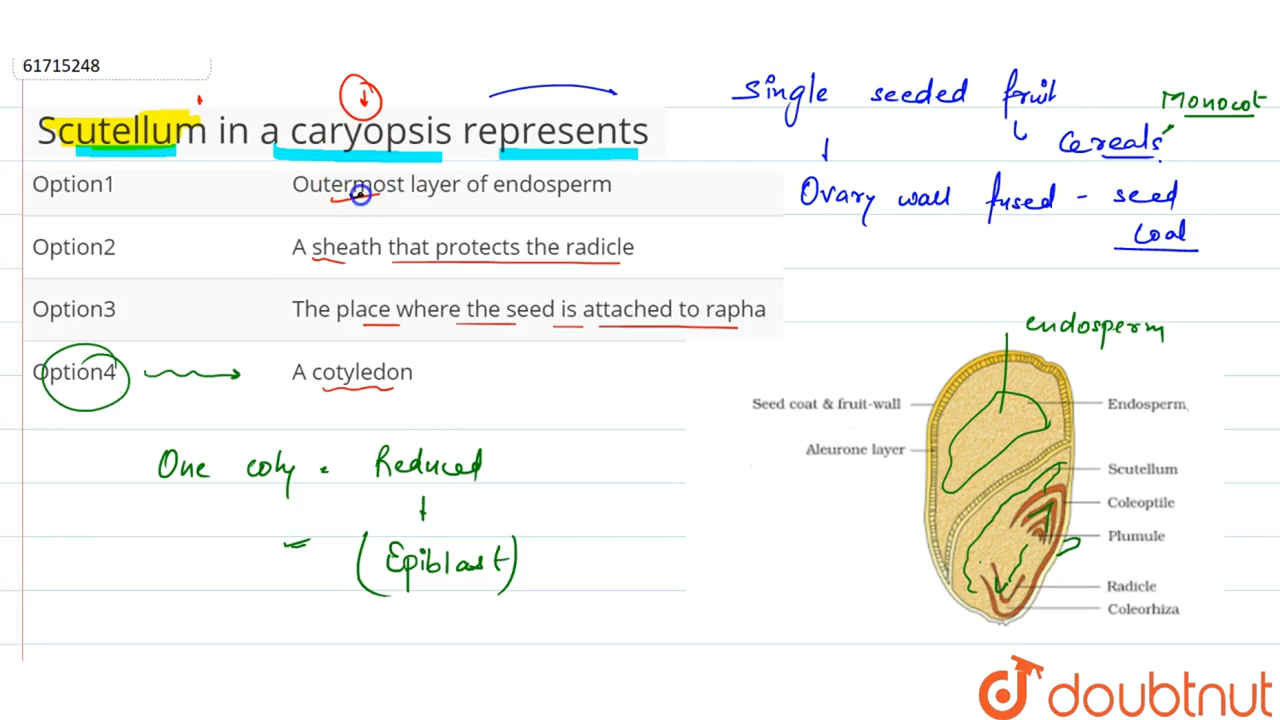 61715248
Scutellum in a caryopsis represents
Option1 Outermost layer of endosperm
Option2 A sheath that protects the radicle
Option3 The place where the seed is attached to rapha
Option4 A cotyledon
Single seeded fruit
Monocot
Cereals
Ovary wall fused - seed
coat
One coty = Reduced
(Epiblast)
endosperm
Seed coat & fruit-wall
Endosperm
Aleurone layer
Scutellum
Coleoptile
Plumule
Radicle
Coleorhiza
doubtnut